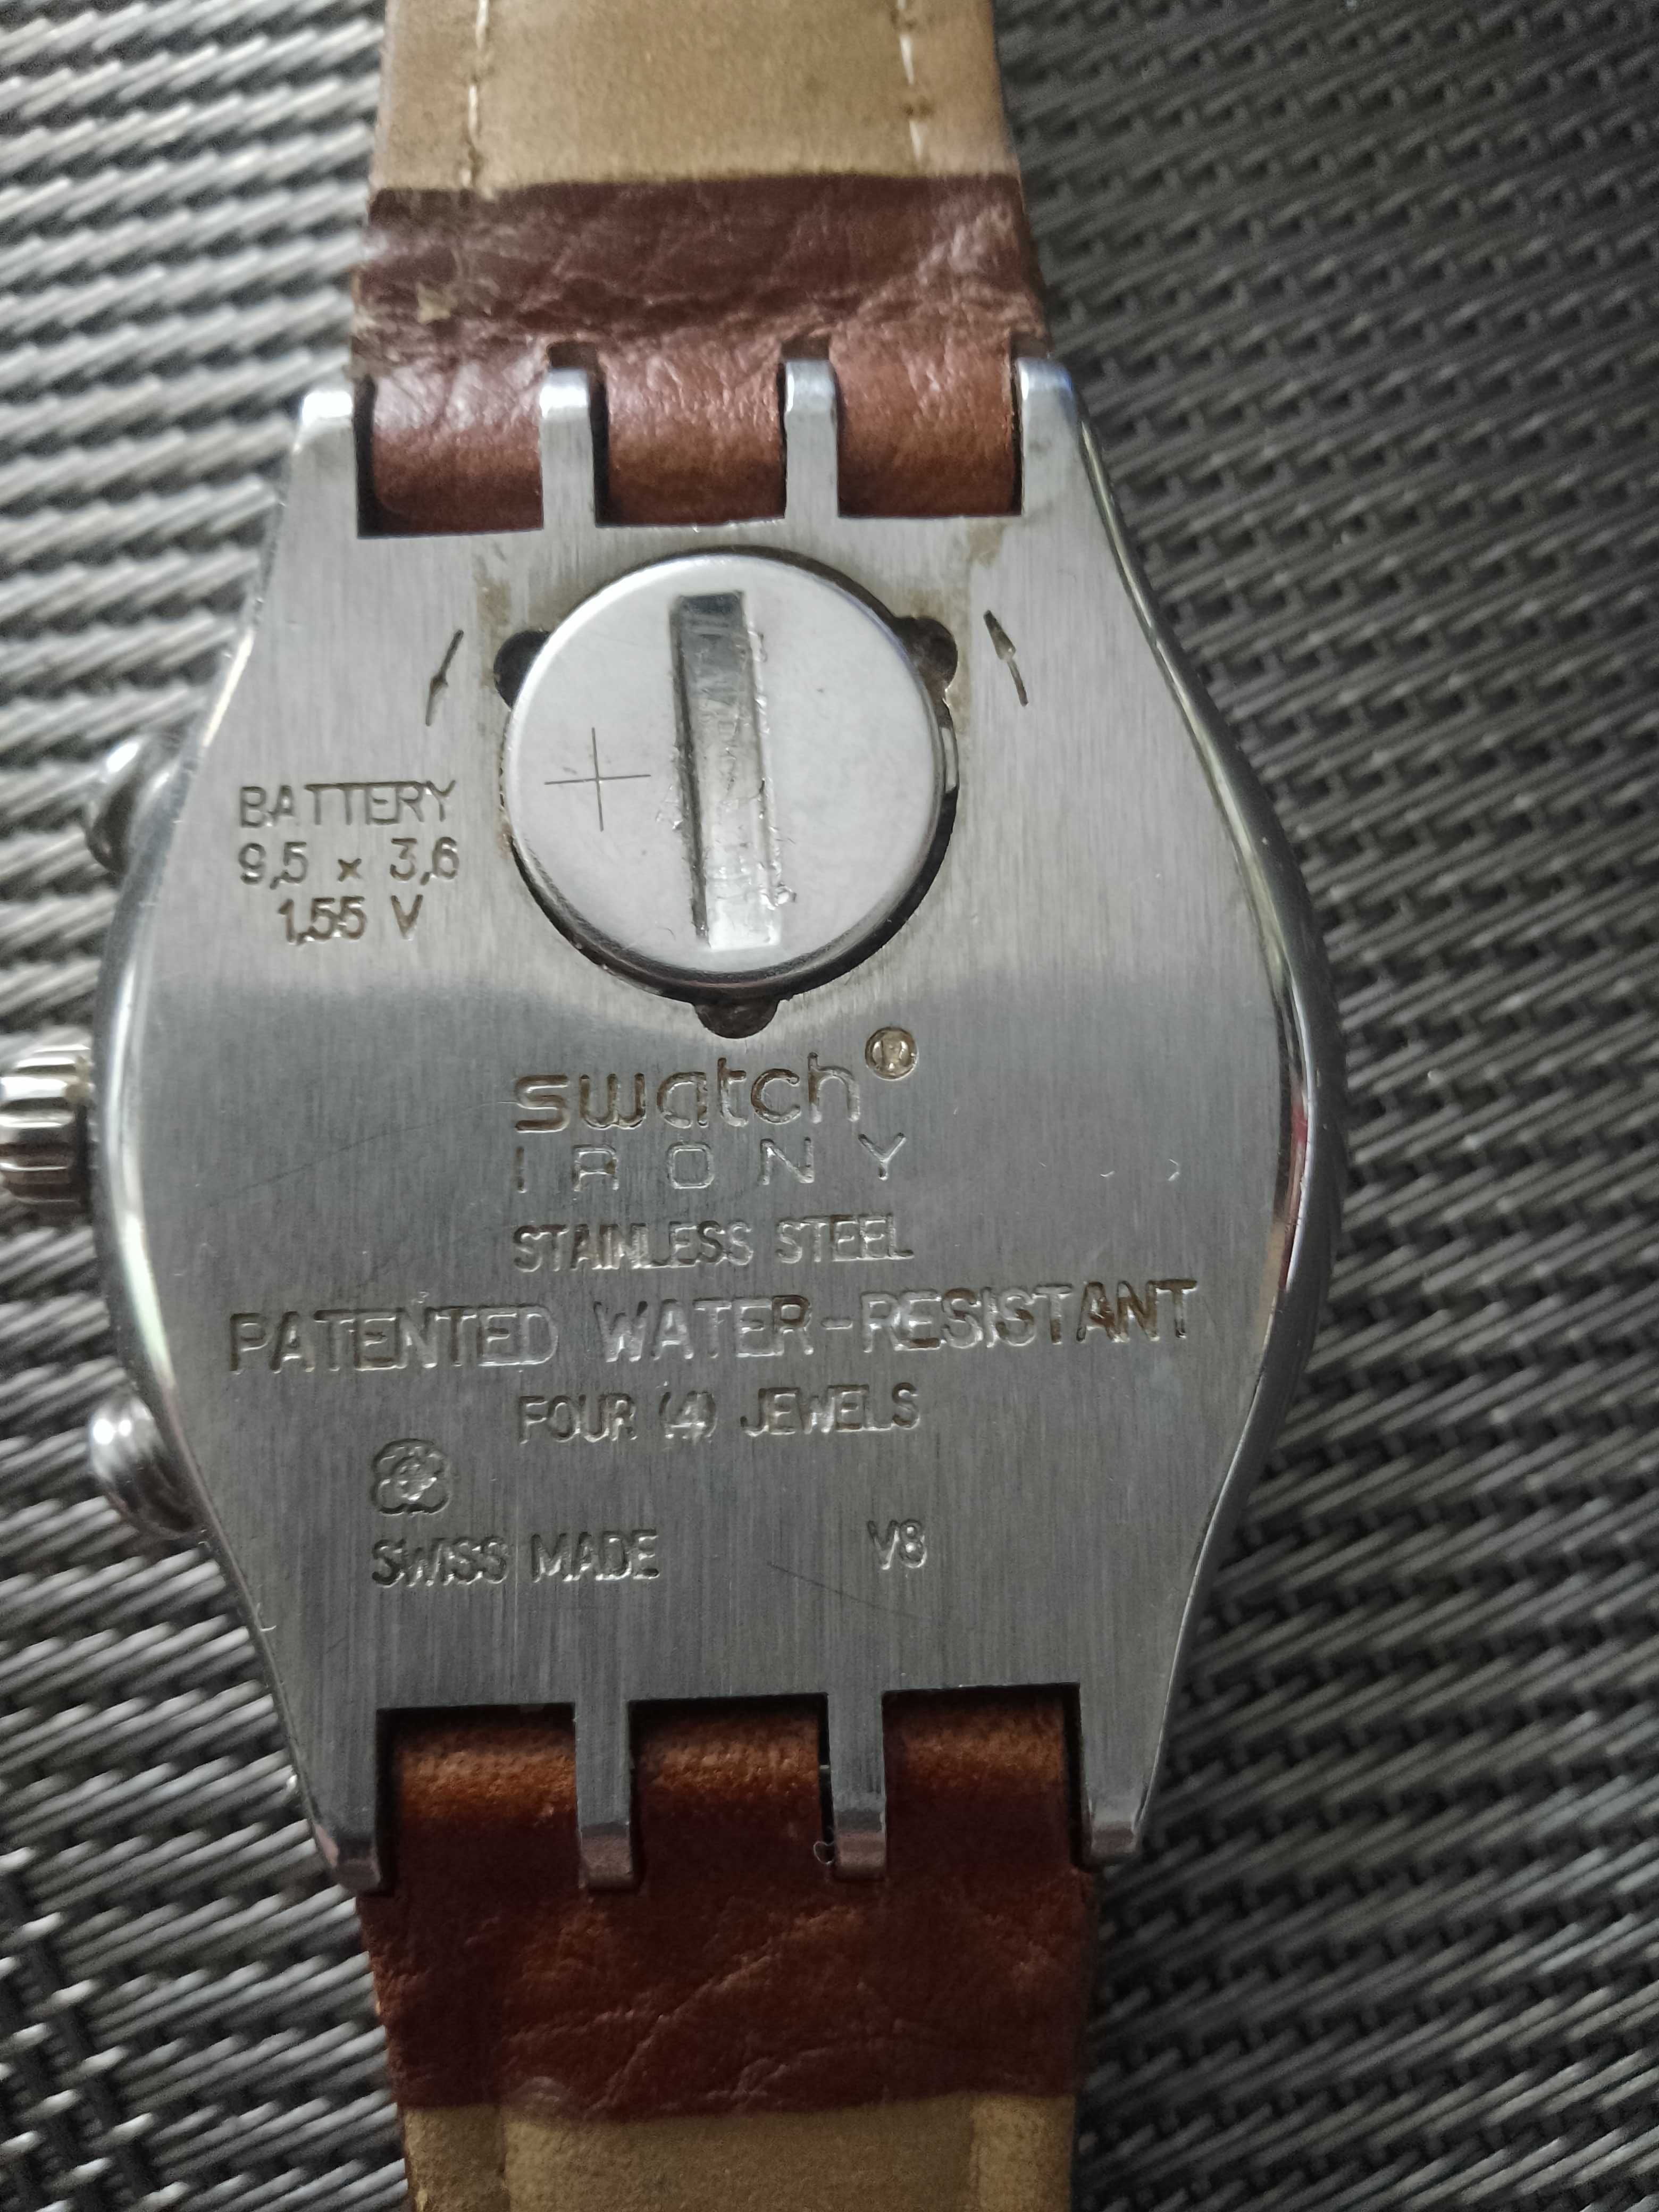 BATTERY
9,5 x 3,6
1,55 V
+
swatch®
IRONY
STAINLESS STEEL
PATENTED WATER-RESISTANT
FOUR (4) JEWELS
SWISS MADE V8